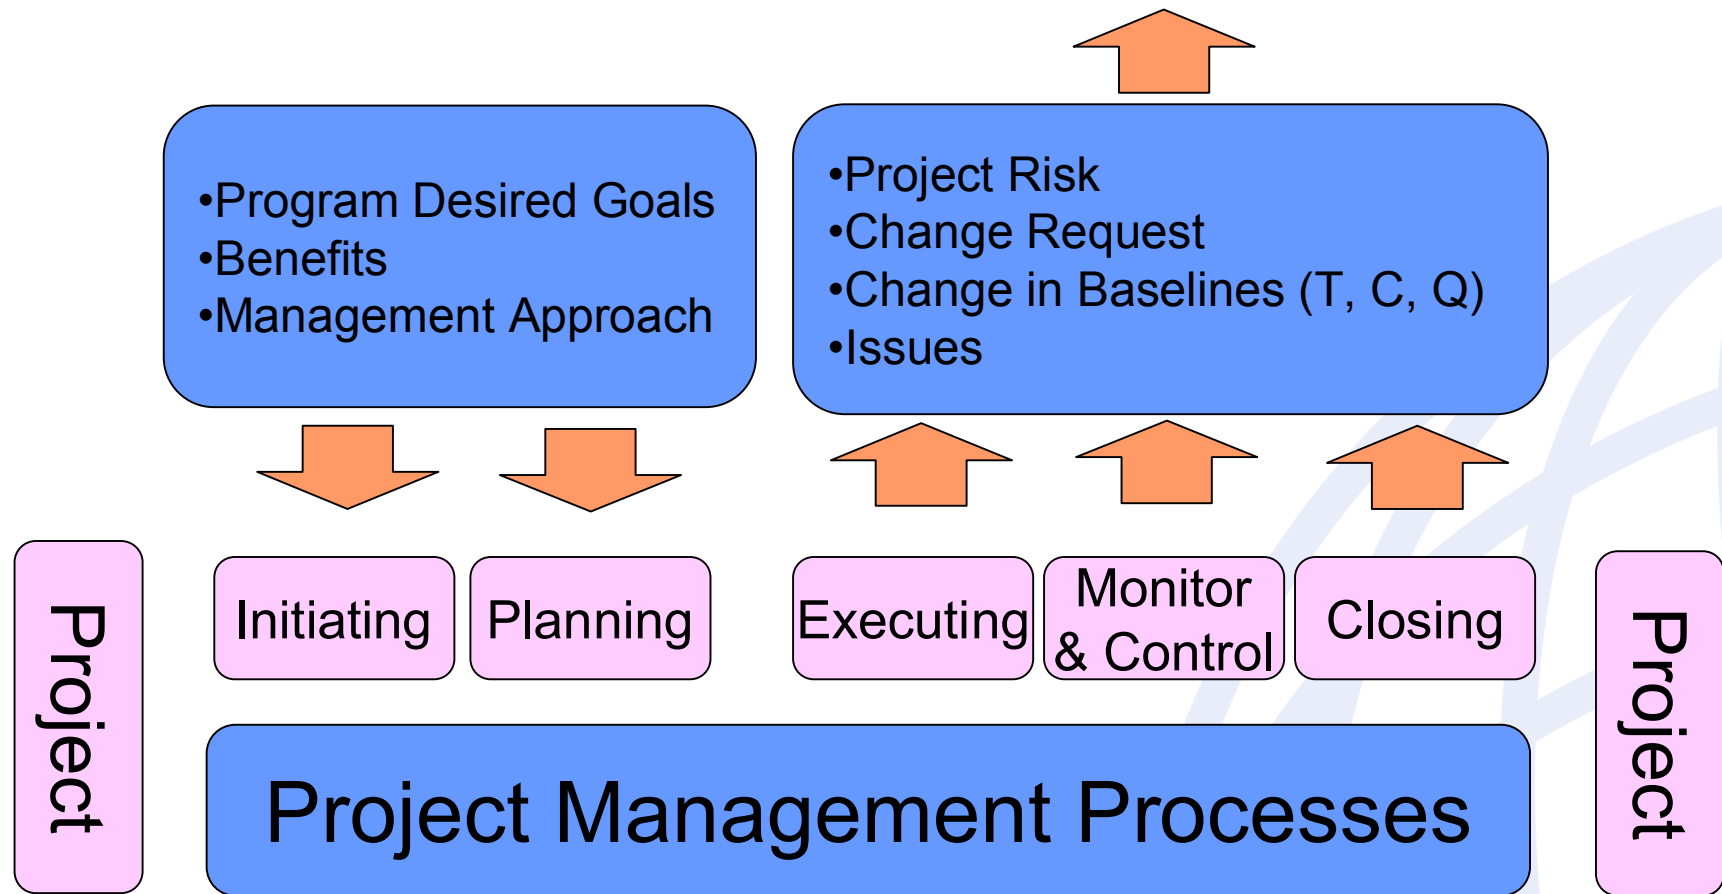 •Program Desired Goals
•Benefits
•Management Approach
•Project Risk
•Change Request
•Change in Baselines (T, C, Q)
•Issues
Project
Initiating
Planning
Executing
Monitor
& Control
Closing
Project
Project Management Processes